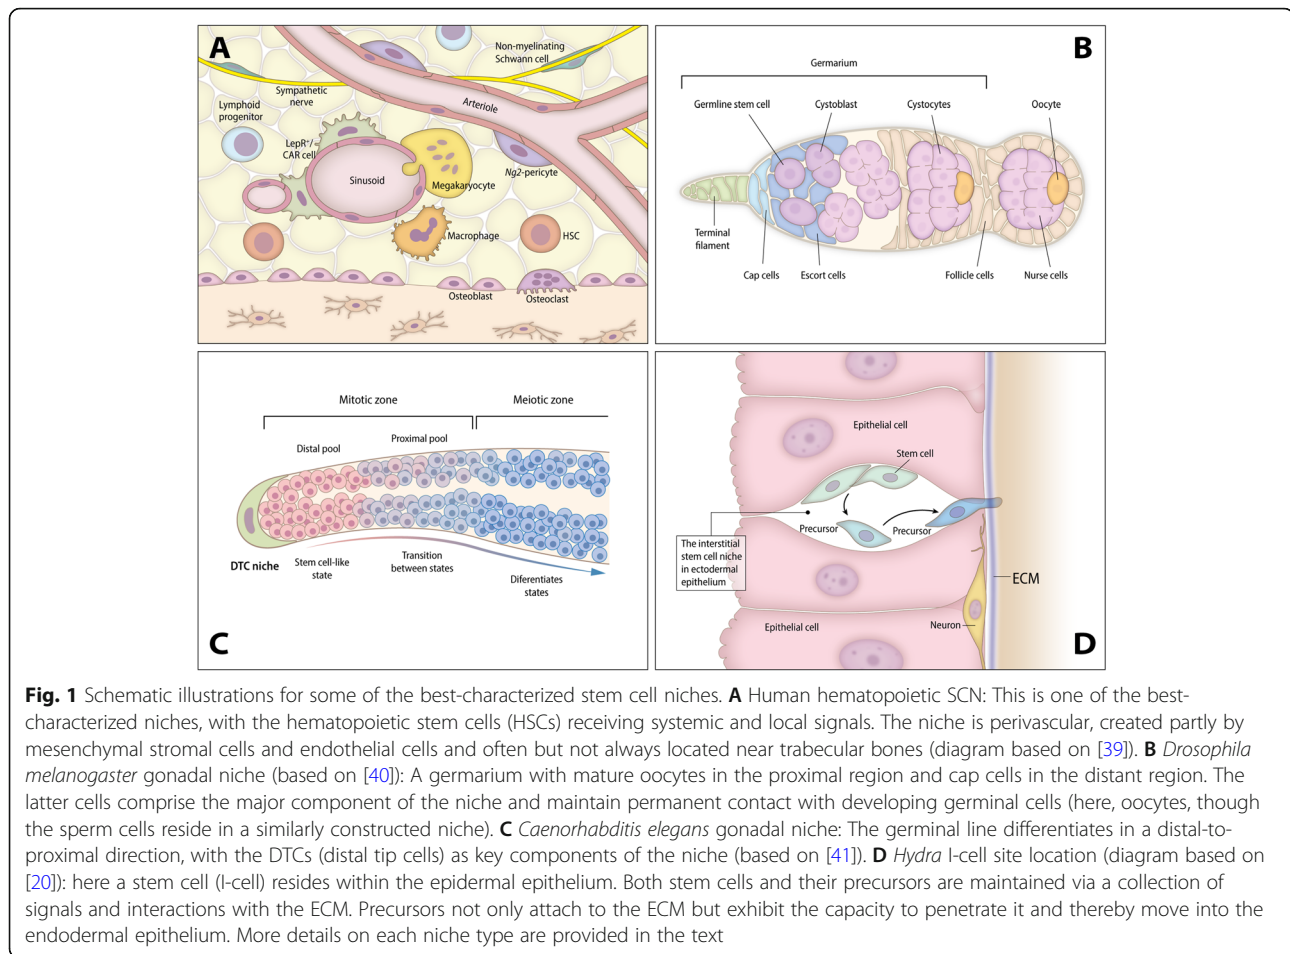 A
Non-myelinating
Schwann cell
Sympathetic
nerve
Lymphoid
progenitor
Arteriole
LepR⁺/
CAR cell
Sinusoid
Megakaryocyte
Ng2-pericyte
Macrophage
HSC
Osteoblast
Osteoclast
B
Germarium
Germline stem cell
Cystoblast
Cystocytes
Oocyte
Terminal
filament
Cap cells
Escort cells
Follicle cells
Nurse cells
Mitotic zone
Meiotic zone
Distal pool
Proximal pool
DTC niche
Stem cell-like
state
Transition
between states
Diferentiates
states
C
Epithelial cell
Stem cell
Precursor
Precursor
The interstitial
stem cell niche
in ectodermal
epithelium
ECM
Epithelial cell
Neuron
D
Fig. 1 Schematic illustrations for some of the best-characterized stem cell niches. A Human hematopoietic SCN: This is one of the best-
characterized niches, with the hematopoietic stem cells (HSCs) receiving systemic and local signals. The niche is perivascular, created partly by
mesenchymal stromal cells and endothelial cells and often but not always located near trabecular bones (diagram based on [39]). B Drosophila
melanogaster gonadal niche (based on [40]): A germarium with mature oocytes in the proximal region and cap cells in the distant region. The
latter cells comprise the major component of the niche and maintain permanent contact with developing germinal cells (here, oocytes, though
the sperm cells reside in a similarly constructed niche). C Caenorhabditis elegans gonadal niche: The germinal line differentiates in a distal-to-
proximal direction, with the DTCs (distal tip cells) as key components of the niche (based on [41]). D Hydra I-cell site location (diagram based on
[20]): here a stem cell (I-cell) resides within the epidermal epithelium. Both stem cells and their precursors are maintained via a collection of
signals and interactions with the ECM. Precursors not only attach to the ECM but exhibit the capacity to penetrate it and thereby move into the
endodermal epithelium. More details on each niche type are provided in the text